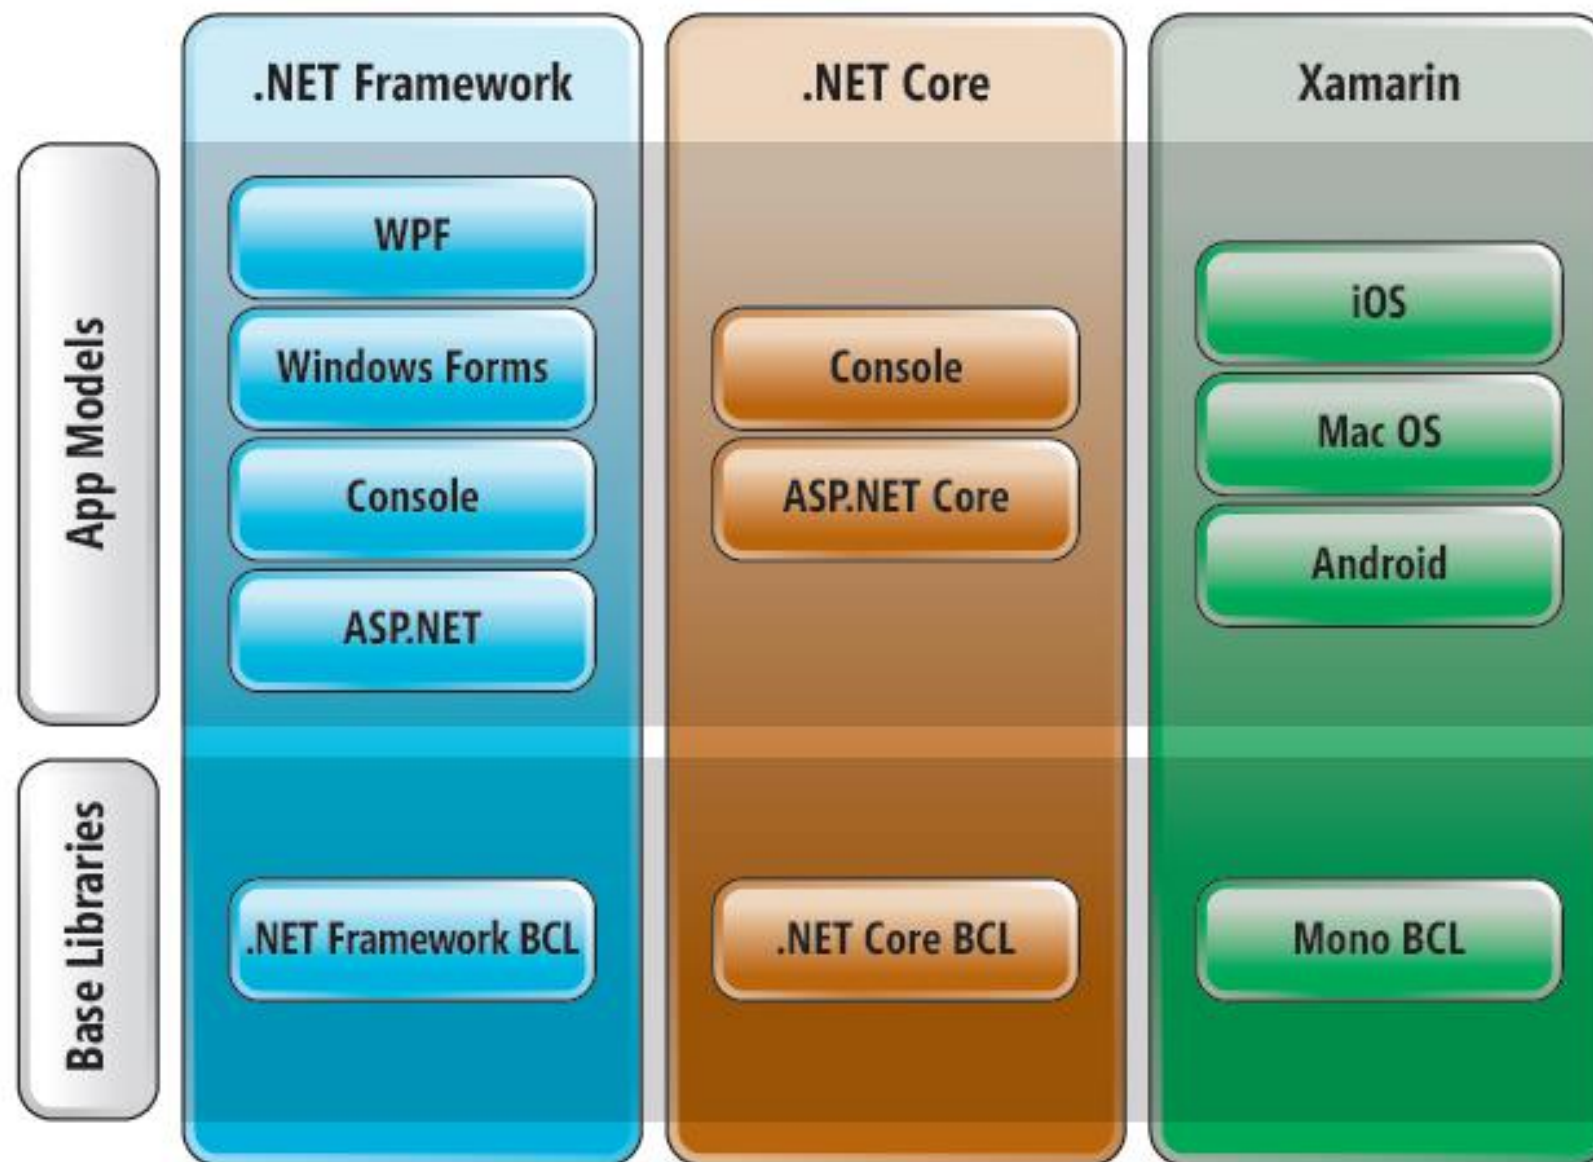 .NET Framework
.NET Core
Xamarin
App Models
WPF
Windows Forms
Console
ASP.NET
Console
ASP.NET Core
iOS
Mac OS
Android
Base Libraries
.NET Framework BCL
.NET Core BCL
Mono BCL